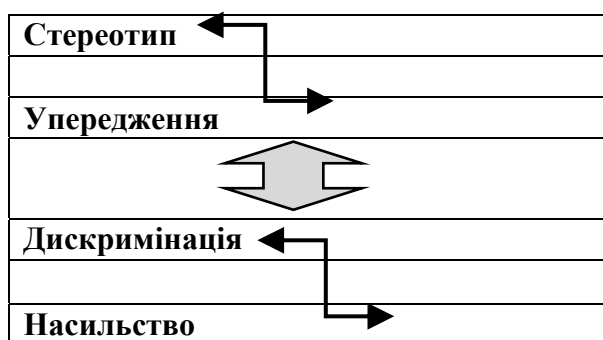 Стереотип
Упередження
Дискримінація
Насильство